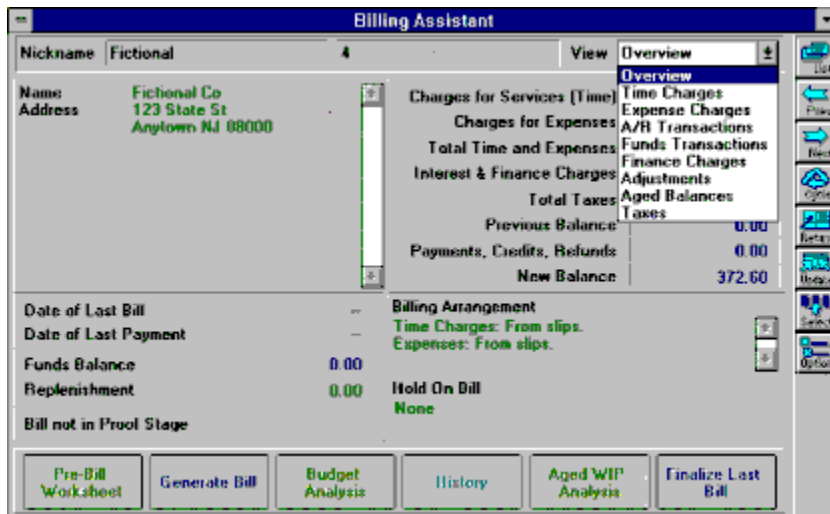 Billing Assistant
Nickname Fictional 4 View Overview
Overview
Time Charges
Expense Charges
A/R Transactions
Funds Transactions
Finance Charges
Adjustments
Aged Balances
Taxes
Name Fictional Co
Address 123 State St
Anytown NJ 08000
Charges for Services (Time)
Charges for Expenses
Total Time and Expenses
Interest & Finance Charges
Total Taxes
Previous Balance 0.00
Payments, Credits, Refunds 0.00
New Balance 372.60
Date of Last Bill --
Date of Last Payment --
Funds Balance 0.00
Replenishment 0.00
Bill not in Proof Stage
Billing Arrangement
Time Charges: From slips.
Expenses: From slips.
Hold On Bill
None
Pre-Bill Worksheet
Generate Bill
Budget Analysis
History
Aged WIP Analysis
Finalize Last Bill